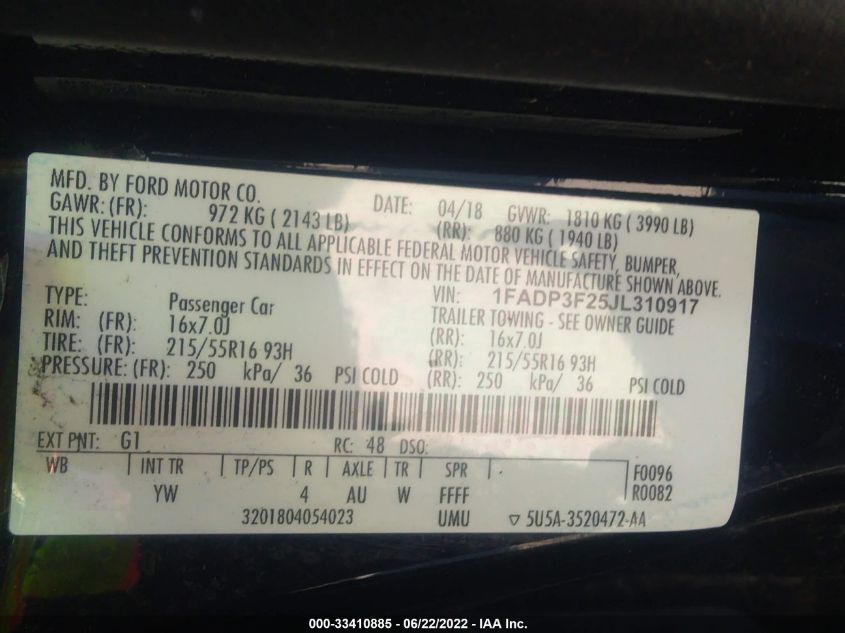 MFD. BY FORD MOTOR CO. DATE: 04/18 GVWR: 1810 KG ( 3990 LB)
GAWR: (FR): 972 KG ( 2143 LB) (RR): 880 KG ( 1940 LB)
THIS VEHICLE CONFORMS TO ALL APPLICABLE FEDERAL MOTOR VEHICLE SAFETY, BUMPER,
AND THEFT PREVENTION STANDARDS IN EFFECT ON THE DATE OF MANUFACTURE SHOWN ABOVE.
VIN: 1FADP3F25JL310917
TYPE: Passenger Car TRAILER TOWING - SEE OWNER GUIDE
RIM: (FR): 16x7.0J (RR): 16x7.0J
TIRE: (FR): 215/55R16 93H (RR): 215/55R16 93H
PRESSURE: (FR): 250 kPa/ 36 PSI COLD (RR): 250 kPa/ 36 PSI COLD
EXT PNT: G1 RC: 48 DSO:
WB INT TR TP/PS R AXLE TR SPR F0096
YW 4 AU W FFFF R0082
3201804054023 UMU ▽ 5U5A-3520472-AA
000-33410885 - 06/22/2022 - IAA Inc.